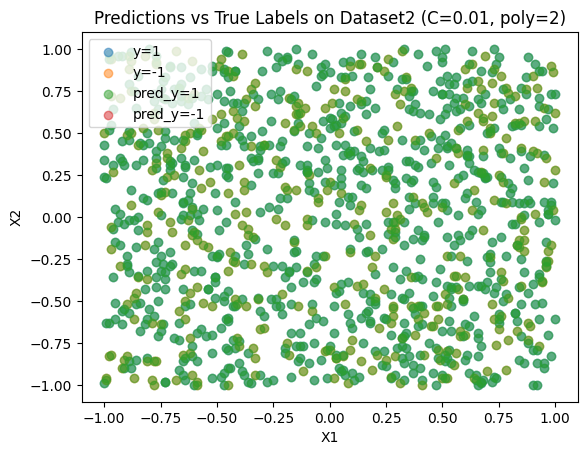 Predictions vs True Labels on Dataset2 (C=0.01, poly=2)
y=1
y=-1
pred_y=1
pred_y=-1
1.00
0.75
0.50
0.25
0.00
−0.25
−0.50
−0.75
−1.00
X2
−1.00 −0.75 −0.50 −0.25 0.00 0.25 0.50 0.75 1.00
X1